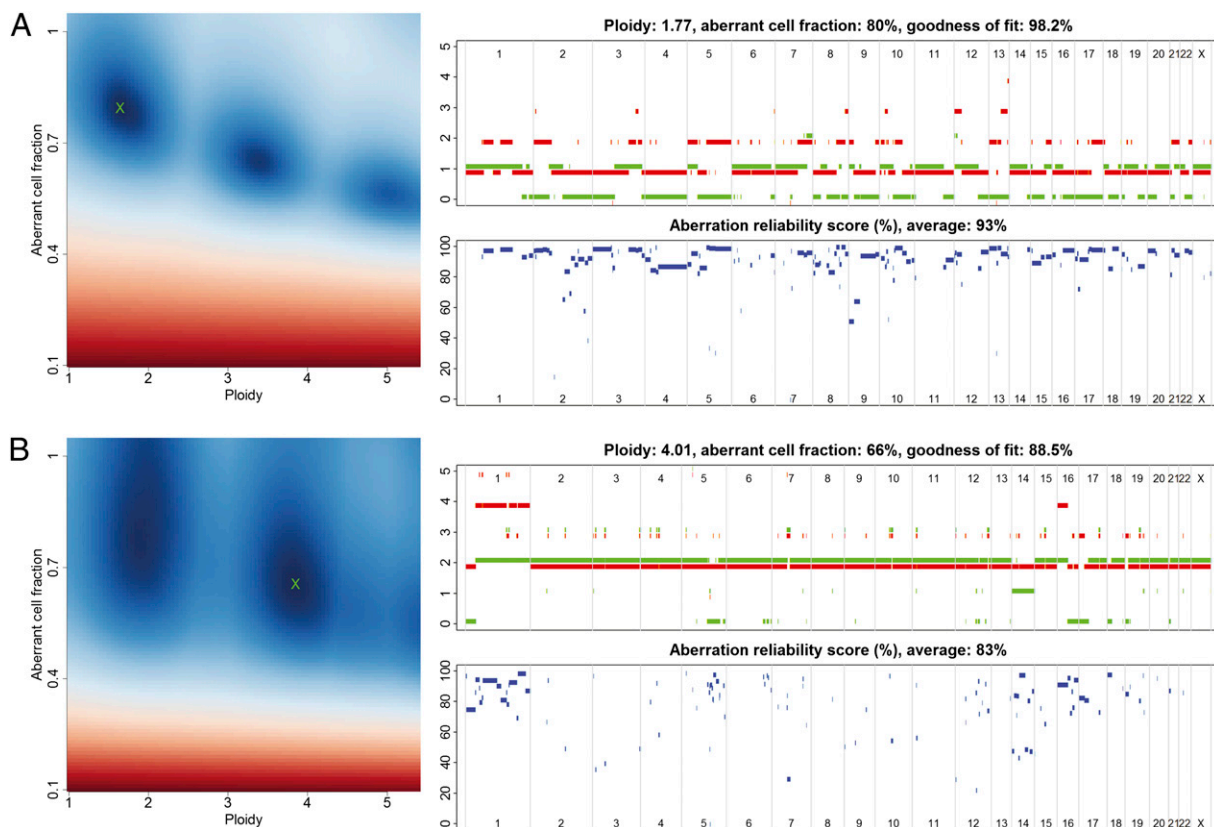 A
Aberrant cell fraction
1
0.7
0.4
0.1
1 2 3 4 5
Ploidy
X
Ploidy: 1.77, aberrant cell fraction: 80%, goodness of fit: 98.2%
5
4
3
2
1
0
1 2 3 4 5 6 7 8 9 10 11 12 13 14 15 16 17 18 19 20 2122 X
Aberration reliability score (%), average: 93%
100
80
60
40
20
0
1 2 3 4 5 6 7 8 9 10 11 12 13 14 15 16 17 18 19 20 2122 X
B
Aberrant cell fraction
1
0.7
0.4
0.1
1 2 3 4 5
Ploidy
X
Ploidy: 4.01, aberrant cell fraction: 66%, goodness of fit: 88.5%
5
4
3
2
1
0
1 2 3 4 5 6 7 8 9 10 11 12 13 14 15 16 17 18 19 20 2122 X
Aberration reliability score (%), average: 83%
100
80
60
40
20
0
1 2 3 4 5 6 7 8 9 10 11 12 13 14 15 16 17 18 19 20 2122 X